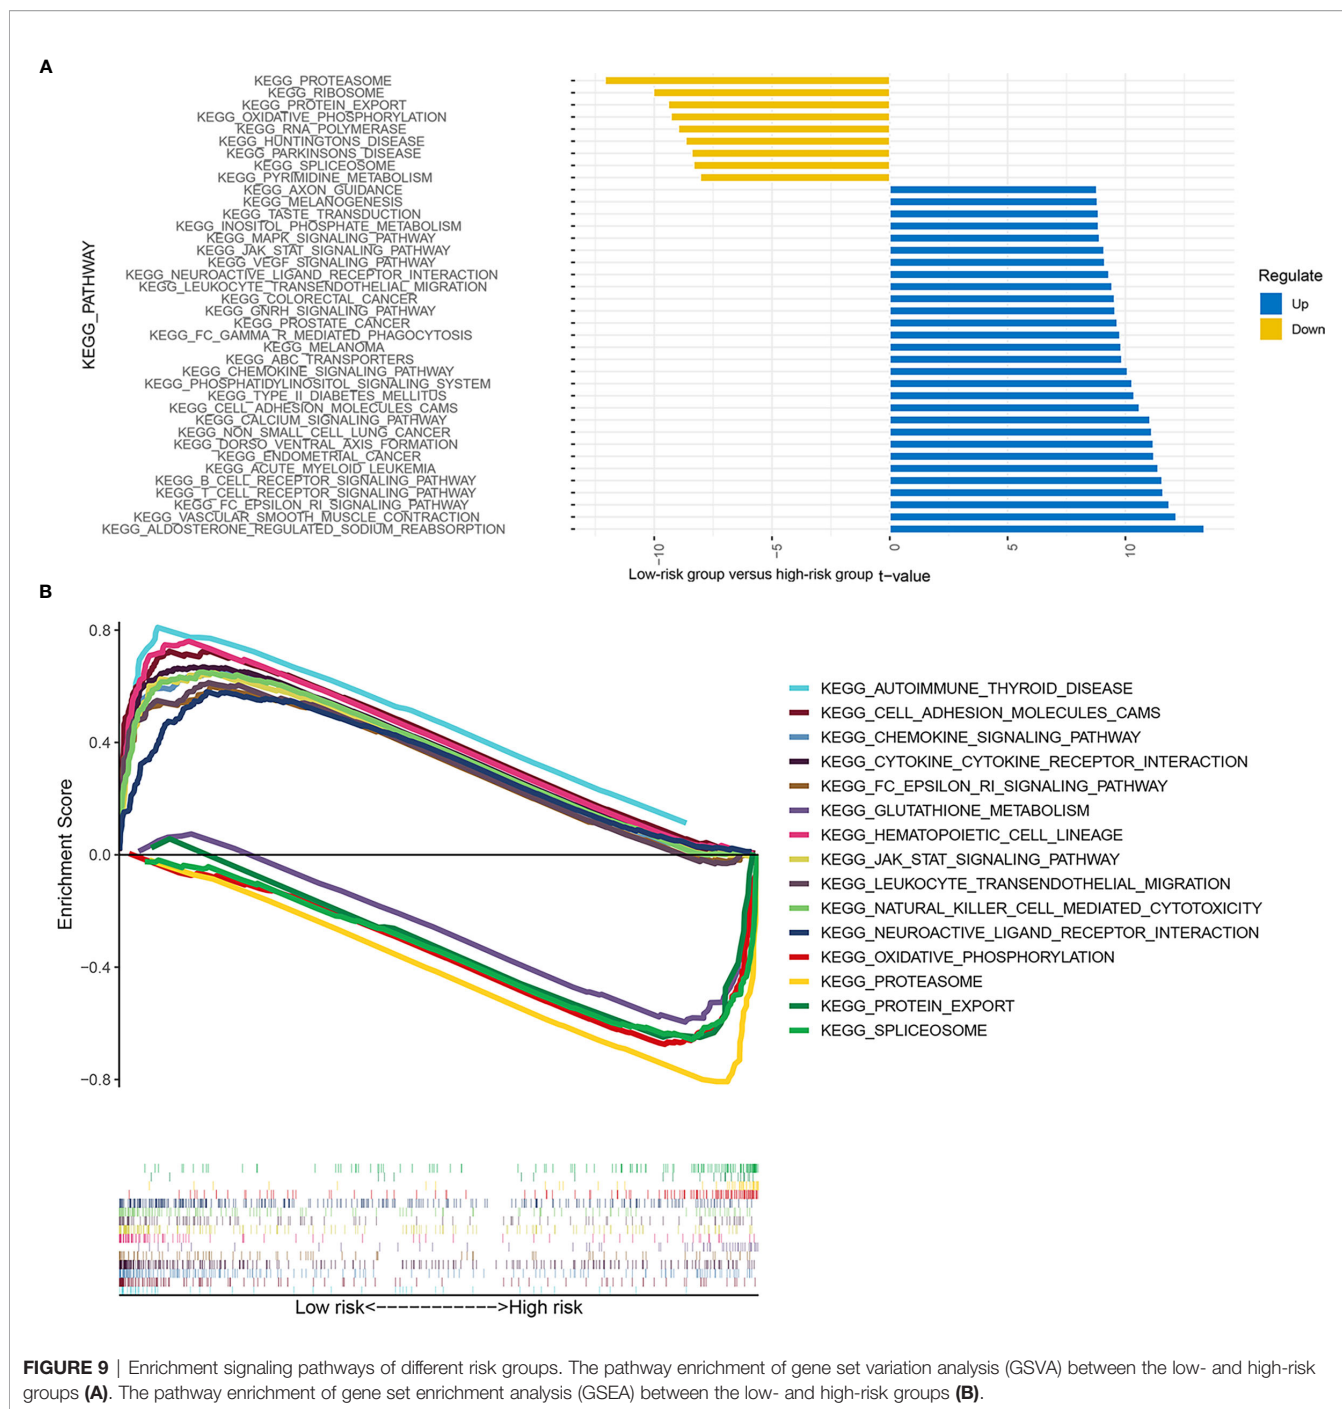 A
KEGG_PATHWAY
KEGG_PROTEASOME
KEGG_RIBOSOME
KEGG_PROTEIN_EXPORT
KEGG_OXIDATIVE_PHOSPHORYLATION
KEGG_RNA_POLYMERASE
KEGG_HUNTINGTONS_DISEASE
KEGG_PARKINSONS_DISEASE
KEGG_SPLICEOSOME
KEGG_PYRIMIDINE_METABOLISM
KEGG_AXON_GUIDANCE
KEGG_MELANOGENESIS
KEGG_TASTE_TRANSDUCTION
KEGG_INOSITOL_PHOSPHATE_METABOLISM
KEGG_MAPK_SIGNALING_PATHWAY
KEGG_JAK_STAT_SIGNALING_PATHWAY
KEGG_VEGF_SIGNALING_PATHWAY
KEGG_NEUROACTIVE_LIGAND_RECEPTOR_INTERACTION
KEGG_LEUKOCYTE_TRANSENDOTHELIAL_MIGRATION
KEGG_COLORECTAL_CANCER
KEGG_GNRH_SIGNALING_PATHWAY
KEGG_PROSTATE_CANCER
KEGG_FC_GAMMA_R_MEDIATED_PHAGOCYTOSIS
KEGG_MELANOMA
KEGG_ABC_TRANSPORTERS
KEGG_CHEMOKINE_SIGNALING_PATHWAY
KEGG_PHOSPHATIDYLINOSITOL_SIGNALING_SYSTEM
KEGG_TYPE_II_DIABETES_MELLITUS
KEGG_CELL_ADHESION_MOLECULES_CAMS
KEGG_CALCIUM_SIGNALING_PATHWAY
KEGG_NON_SMALL_CELL_LUNG_CANCER
KEGG_DORSO_VENTRAL_AXIS_FORMATION
KEGG_ENDOMETRIAL_CANCER
KEGG_ACUTE_MYELOID_LEUKEMIA
KEGG_B_CELL_RECEPTOR_SIGNALING_PATHWAY
KEGG_T_CELL_RECEPTOR_SIGNALING_PATHWAY
KEGG_FC_EPSILON_RI_SIGNALING_PATHWAY
KEGG_VASCULAR_SMOOTH_MUSCLE_CONTRACTION
KEGG_ALDOSTERONE_REGULATED_SODIUM_REABSORPTION
−10 −5 0 5 10
Low-risk group versus high-risk group t−value
Regulate
Up
Down
B
Enrichment Score
0.8
0.4
0.0
−0.4
−0.8
KEGG_AUTOIMMUNE_THYROID_DISEASE
KEGG_CELL_ADHESION_MOLECULES_CAMS
KEGG_CHEMOKINE_SIGNALING_PATHWAY
KEGG_CYTOKINE_CYTOKINE_RECEPTOR_INTERACTION
KEGG_FC_EPSILON_RI_SIGNALING_PATHWAY
KEGG_GLUTATHIONE_METABOLISM
KEGG_HEMATOPOIETIC_CELL_LINEAGE
KEGG_JAK_STAT_SIGNALING_PATHWAY
KEGG_LEUKOCYTE_TRANSENDOTHELIAL_MIGRATION
KEGG_NATURAL_KILLER_CELL_MEDIATED_CYTOTOXICITY
KEGG_NEUROACTIVE_LIGAND_RECEPTOR_INTERACTION
KEGG_OXIDATIVE_PHOSPHORYLATION
KEGG_PROTEASOME
KEGG_PROTEIN_EXPORT
KEGG_SPLICEOSOME
Low risk<----------->High risk
FIGURE 9 | Enrichment signaling pathways of different risk groups. The pathway enrichment of gene set variation analysis (GSVA) between the low- and high-risk
groups (A). The pathway enrichment of gene set enrichment analysis (GSEA) between the low- and high-risk groups (B).